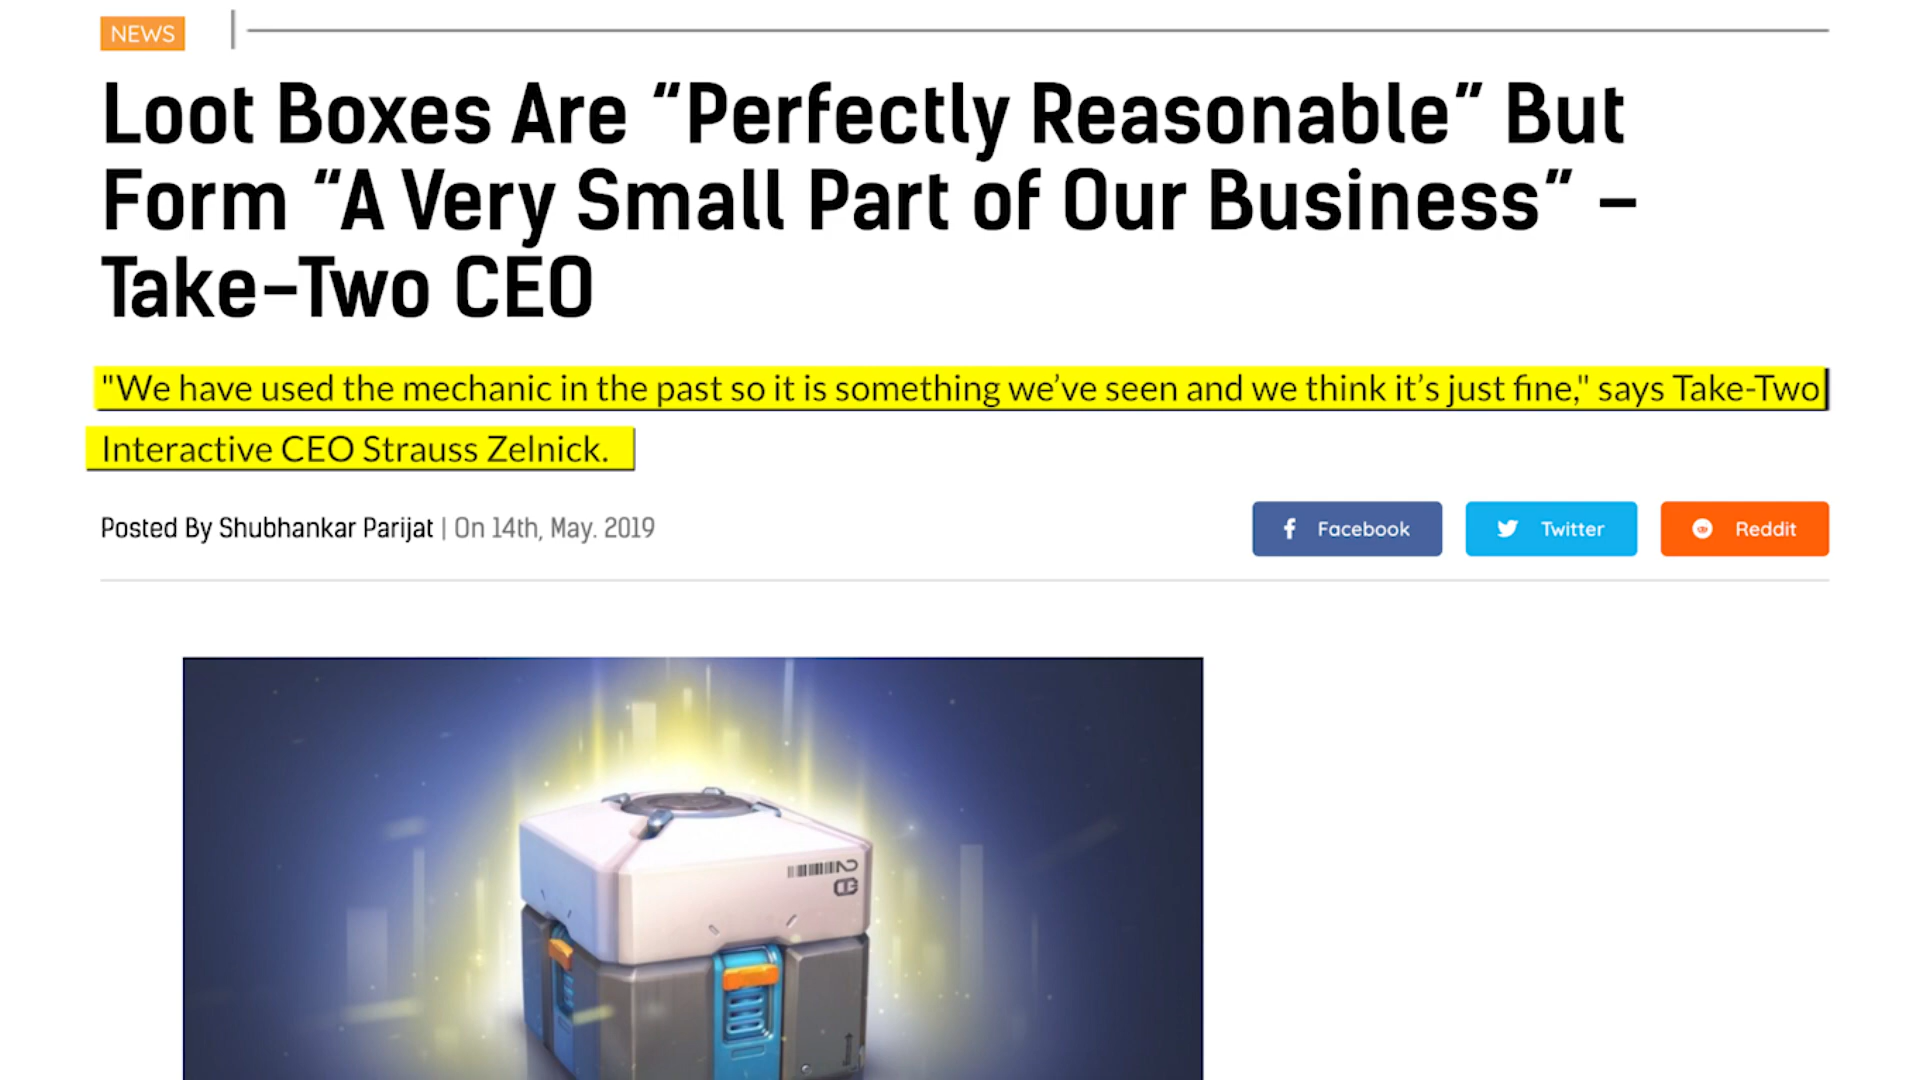 NEWS
Loot Boxes Are “Perfectly Reasonable” But
Form “A Very Small Part of Our Business” –
Take-Two CEO
"We have used the mechanic in the past so it is something we’ve seen and we think it’s just fine," says Take-Two
Interactive CEO Strauss Zelnick.
Posted By Shubhankar Parijat | On 14th, May. 2019
Facebook
Twitter
Reddit